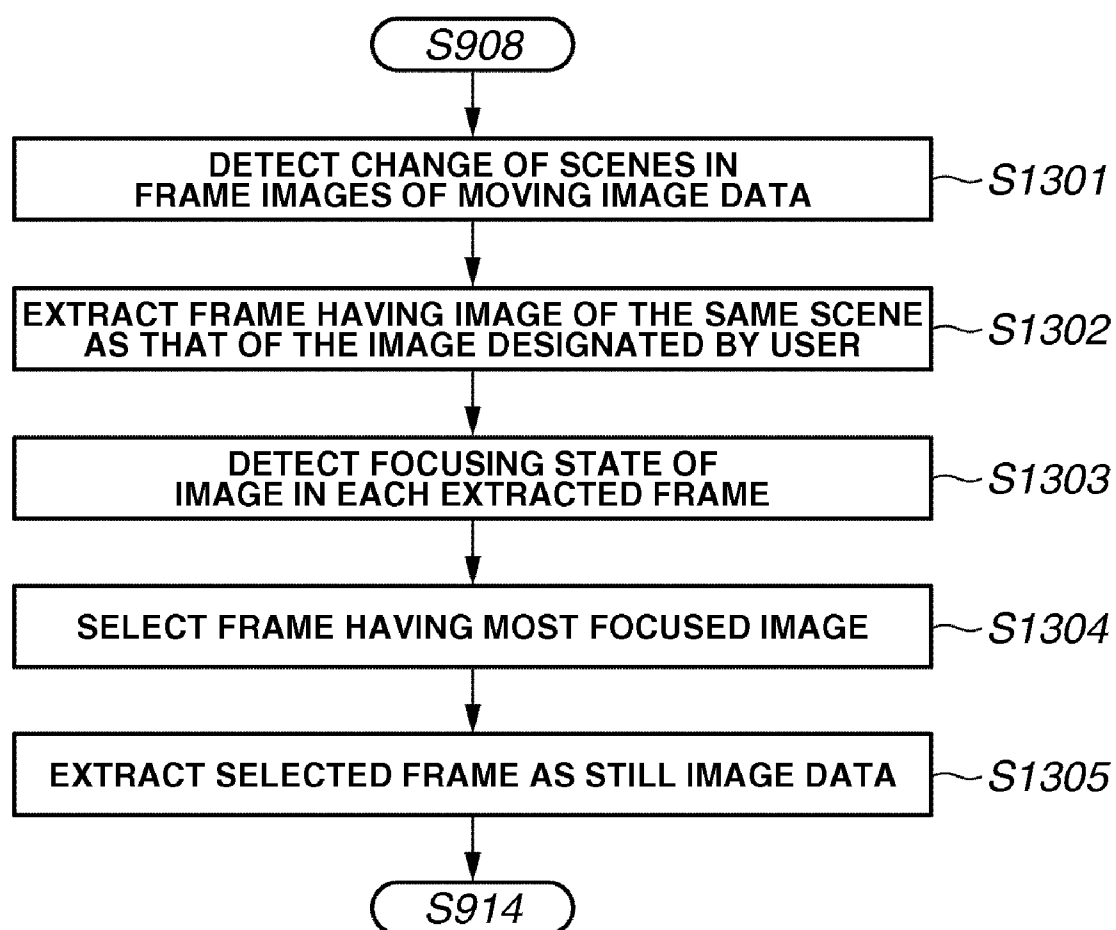 S908
DETECT CHANGE OF SCENES IN
FRAME IMAGES OF MOVING IMAGE DATA
S1301
EXTRACT FRAME HAVING IMAGE OF THE SAME SCENE
AS THAT OF THE IMAGE DESIGNATED BY USER
S1302
DETECT FOCUSING STATE OF
IMAGE IN EACH EXTRACTED FRAME
S1303
SELECT FRAME HAVING MOST FOCUSED IMAGE
S1304
EXTRACT SELECTED FRAME AS STILL IMAGE DATA
S1305
S914